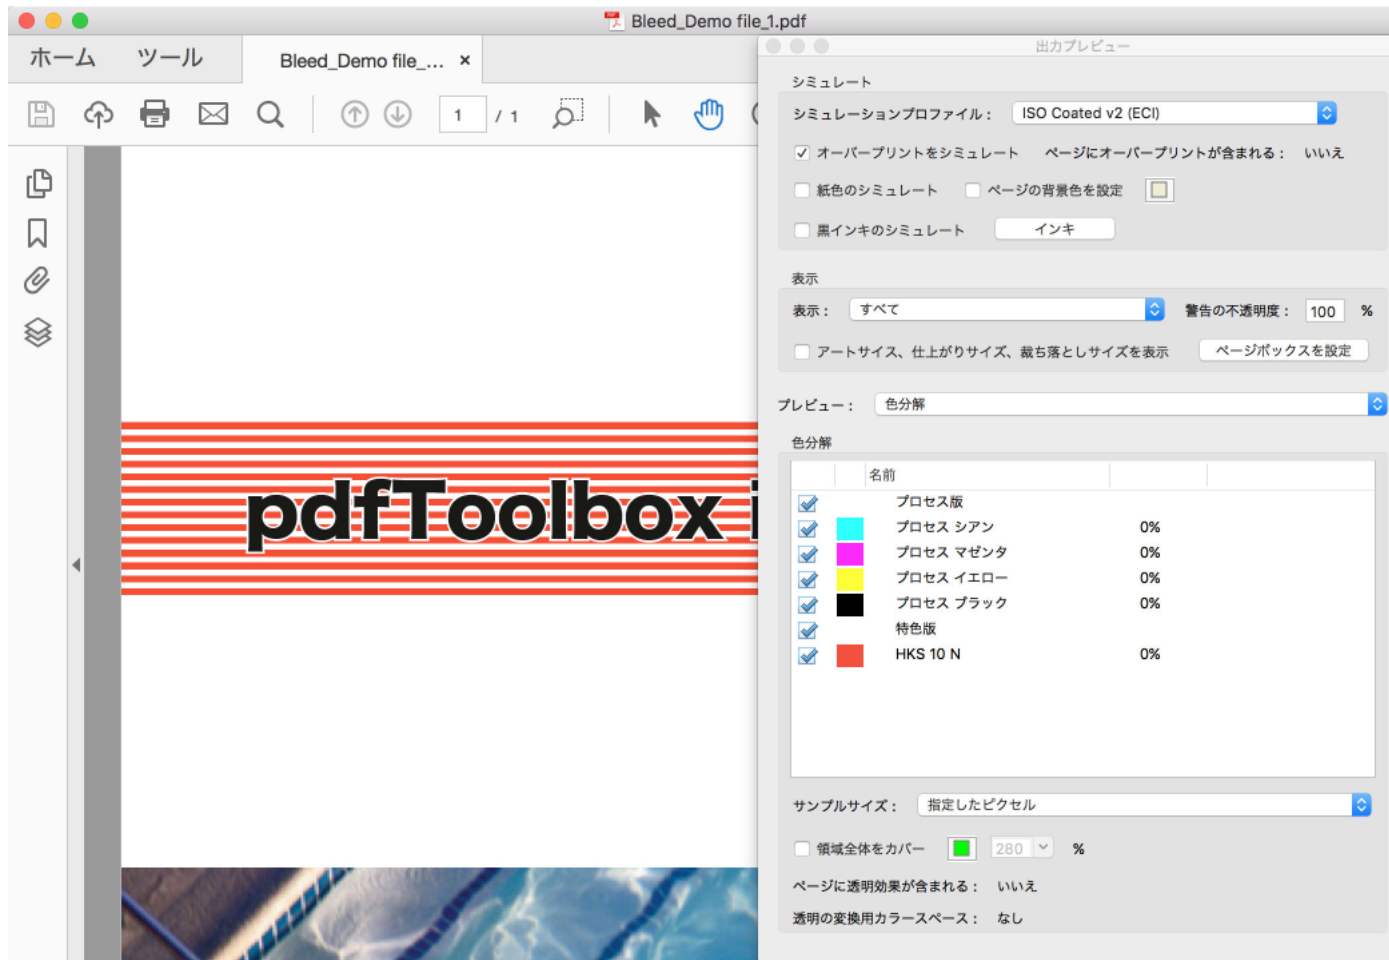 Bleed_Demo file_1.pdf
ホーム ツール Bleed_Demo file_... ×
1 / 1
pdfToolbox i
出力プレビュー
シミュレート
シミュレーションプロファイル： ISO Coated v2 (ECI)
オーバープリントをシミュレート ページにオーバープリントが含まれる： いいえ
紙色のシミュレート ページの背景色を設定
黒インキのシミュレート インキ
表示
表示： すべて 警告の不透明度： 100 %
アートサイズ、仕上がりサイズ、裁ち落としサイズを表示 ページボックスを設定
プレビュー： 色分解
色分解
名前
プロセス版
プロセス シアン 0%
プロセス マゼンタ 0%
プロセス イエロー 0%
プロセス ブラック 0%
特色版
HKS 10 N 0%
サンプルサイズ： 指定したピクセル
領域全体をカバー 280 %
ページに透明効果が含まれる： いいえ
透明の変換用カラースペース： なし